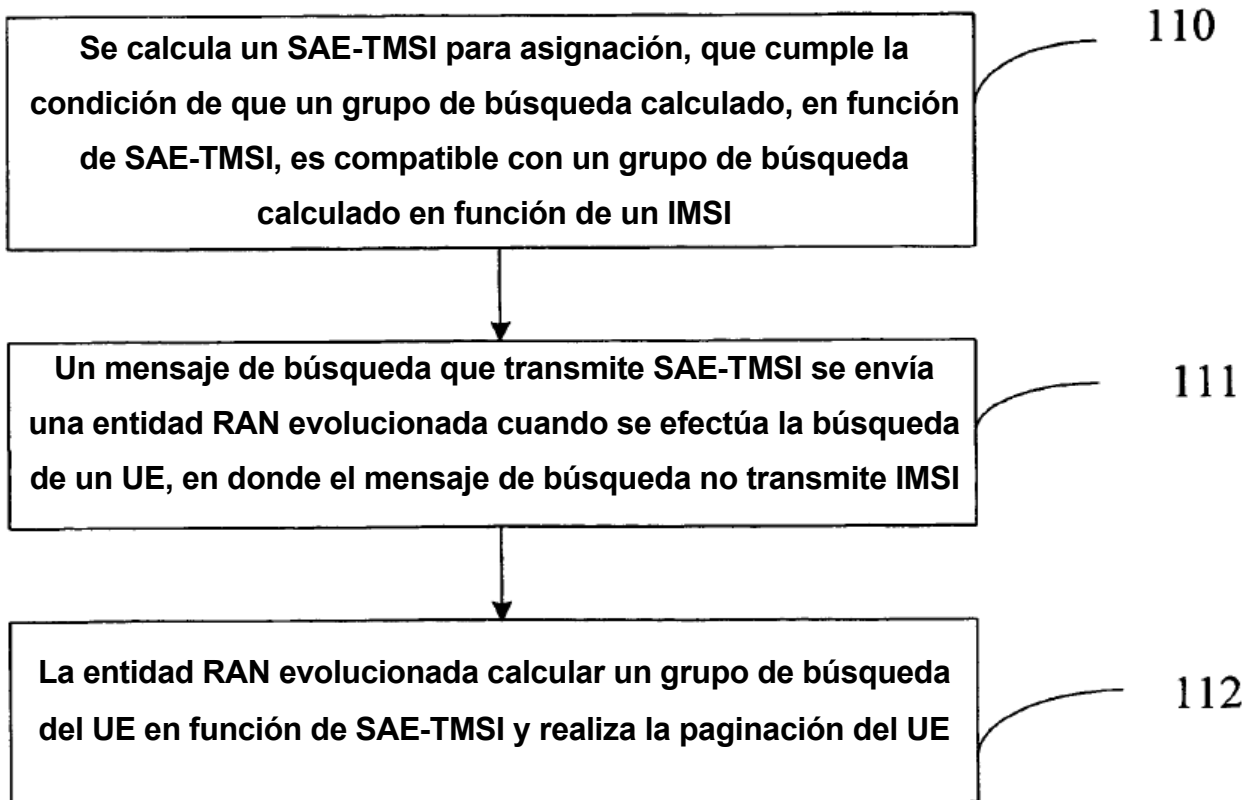 Se calcula un SAE-TMSI para asignación, que cumple la
condición de que un grupo de búsqueda calculado, en función
de SAE-TMSI, es compatible con un grupo de búsqueda
calculado en función de un IMSI
110
Un mensaje de búsqueda que transmite SAE-TMSI se envía
una entidad RAN evolucionada cuando se efectúa la búsqueda
de un UE, en donde el mensaje de búsqueda no transmite IMSI
111
La entidad RAN evolucionada calcular un grupo de búsqueda
del UE en función de SAE-TMSI y realiza la paginación del UE
112